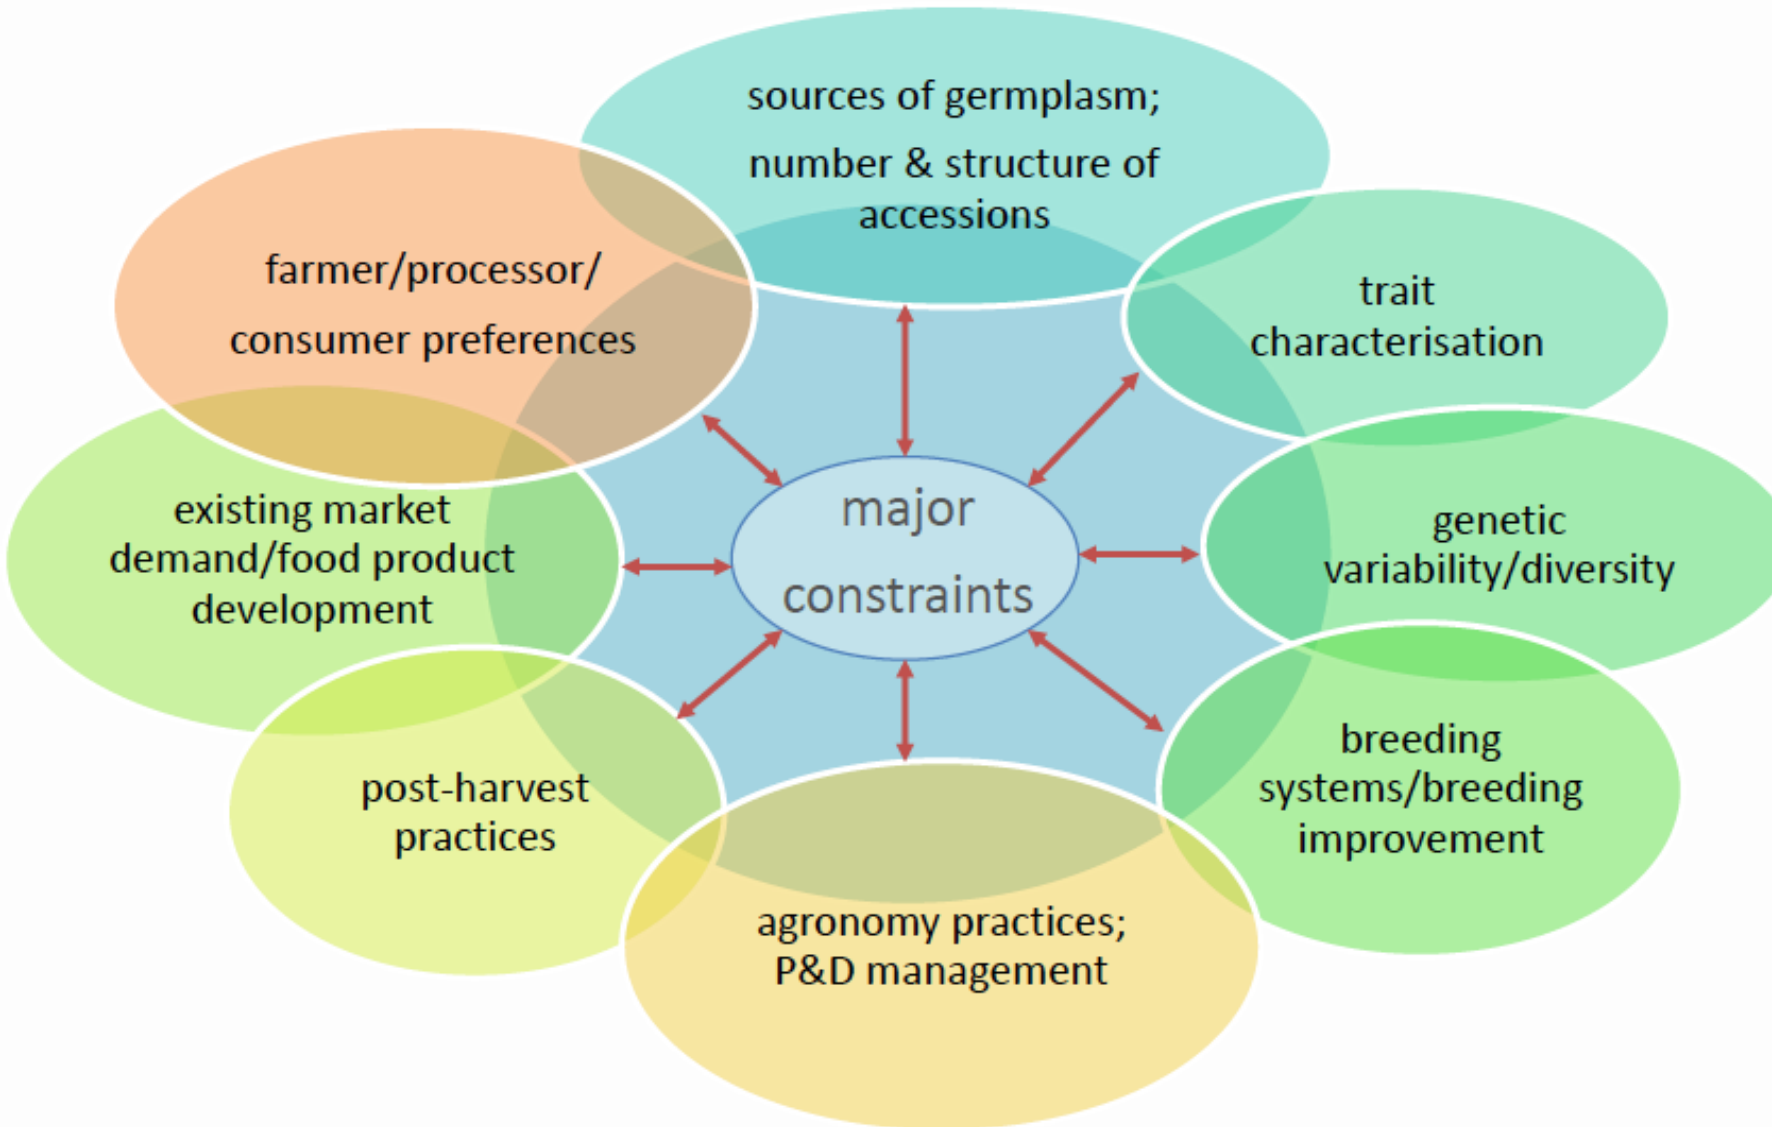 sources of germplasm;
number & structure of
accessions
trait
characterisation
genetic
variability/diversity
breeding
systems/breeding
improvement
agronomy practices;
P&D management
post-harvest
practices
existing market
demand/food product
development
farmer/processor/
consumer preferences
major
constraints